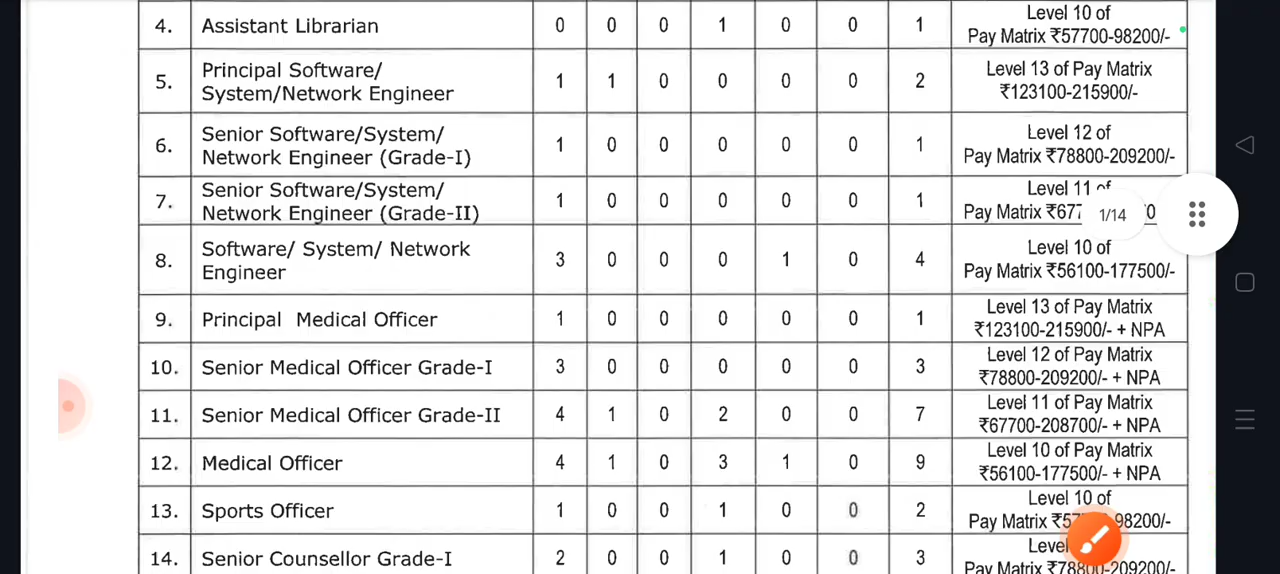 4. Assistant Librarian 0 0 0 1 0 0 1 Level 10 of
Pay Matrix ₹57700-98200/-
5. Principal Software/
System/Network Engineer 1 1 0 0 0 0 2 Level 13 of Pay Matrix
₹123100-215900/-
6. Senior Software/System/
Network Engineer (Grade-I) 1 0 0 0 0 0 1 Level 12 of
Pay Matrix ₹78800-209200/-
7. Senior Software/System/
Network Engineer (Grade-II) 1 0 0 0 0 0 1 Level 11 of
Pay Matrix
1/14
8. Software/ System/ Network
Engineer 3 0 0 0 1 0 4 Level 10 of
Pay Matrix ₹56100-177500/-
9. Principal Medical Officer 1 0 0 0 0 0 1 Level 13 of Pay Matrix
₹123100-215900/- + NPA
10. Senior Medical Officer Grade-I 3 0 0 0 0 0 3 Level 12 of Pay Matrix
₹78800-209200/- + NPA
11. Senior Medical Officer Grade-II 4 1 0 2 0 0 7 Level 11 of Pay Matrix
₹67700-208700/- + NPA
12. Medical Officer 4 1 0 3 1 0 9 Level 10 of Pay Matrix
₹56100-177500/- + NPA
13. Sports Officer 1 0 0 1 0 0 2 Level 10 of
Pay Matrix
14. Senior Counsellor Grade-I 2 0 0 1 0 0 3 Level
Pay Matrix ₹78800-209200/-